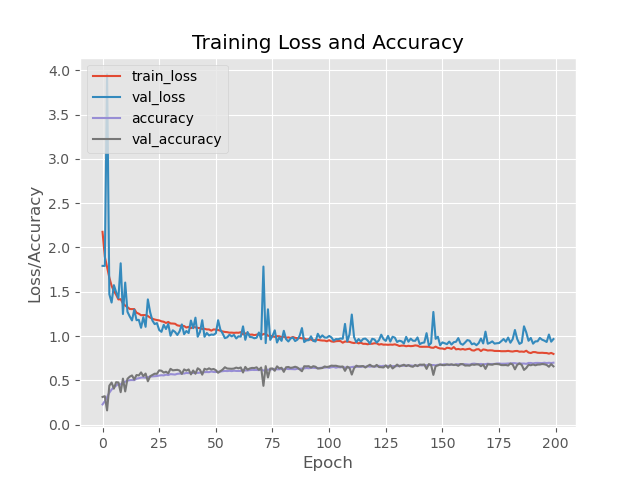 Training Loss and Accuracy
train_loss
val_loss
accuracy
val_accuracy
4.0
3.5
3.0
2.5
2.0
1.5
1.0
0.5
0.0
Loss/Accuracy
0 25 50 75 100 125 150 175 200
Epoch